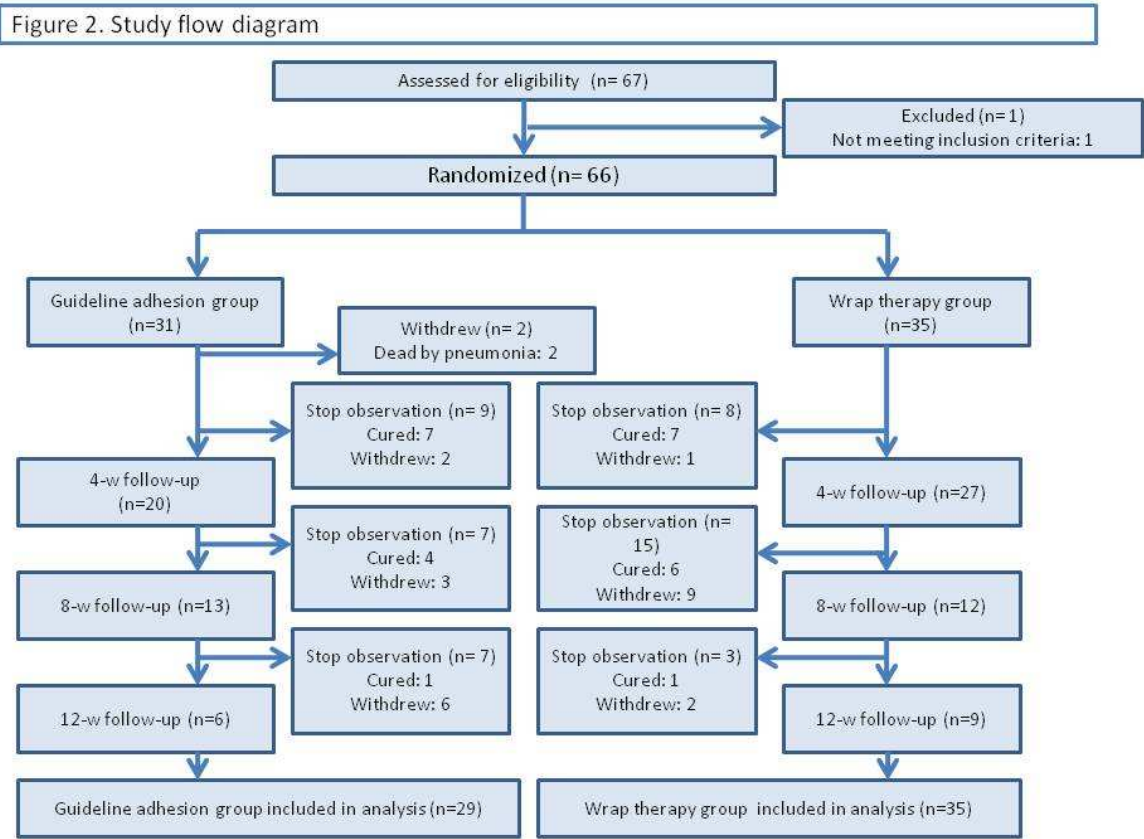 Figure 2. Study flow diagram
Assessed for eligibility (n= 67)
Excluded (n= 1)
Not meeting inclusion criteria: 1
Randomized (n= 66)
Guideline adhesion group
(n=31)
Wrap therapy group
(n=35)
Withdrew (n= 2)
Dead by pneumonia: 2
Stop observation (n= 9)
Cured: 7
Withdrew: 2
Stop observation (n= 8)
Cured: 7
Withdrew: 1
4-w follow-up
(n=20)
4-w follow-up (n=27)
Stop observation (n= 7)
Cured: 4
Withdrew: 3
Stop observation (n=
15)
Cured: 6
Withdrew: 9
8-w follow-up (n=13)
8-w follow-up (n=12)
Stop observation (n= 7)
Cured: 1
Withdrew: 6
Stop observation (n= 3)
Cured: 1
Withdrew: 2
12-w follow-up (n=6)
12-w follow-up (n=9)
Guideline adhesion group included in analysis (n=29)
Wrap therapy group included in analysis (n=35)